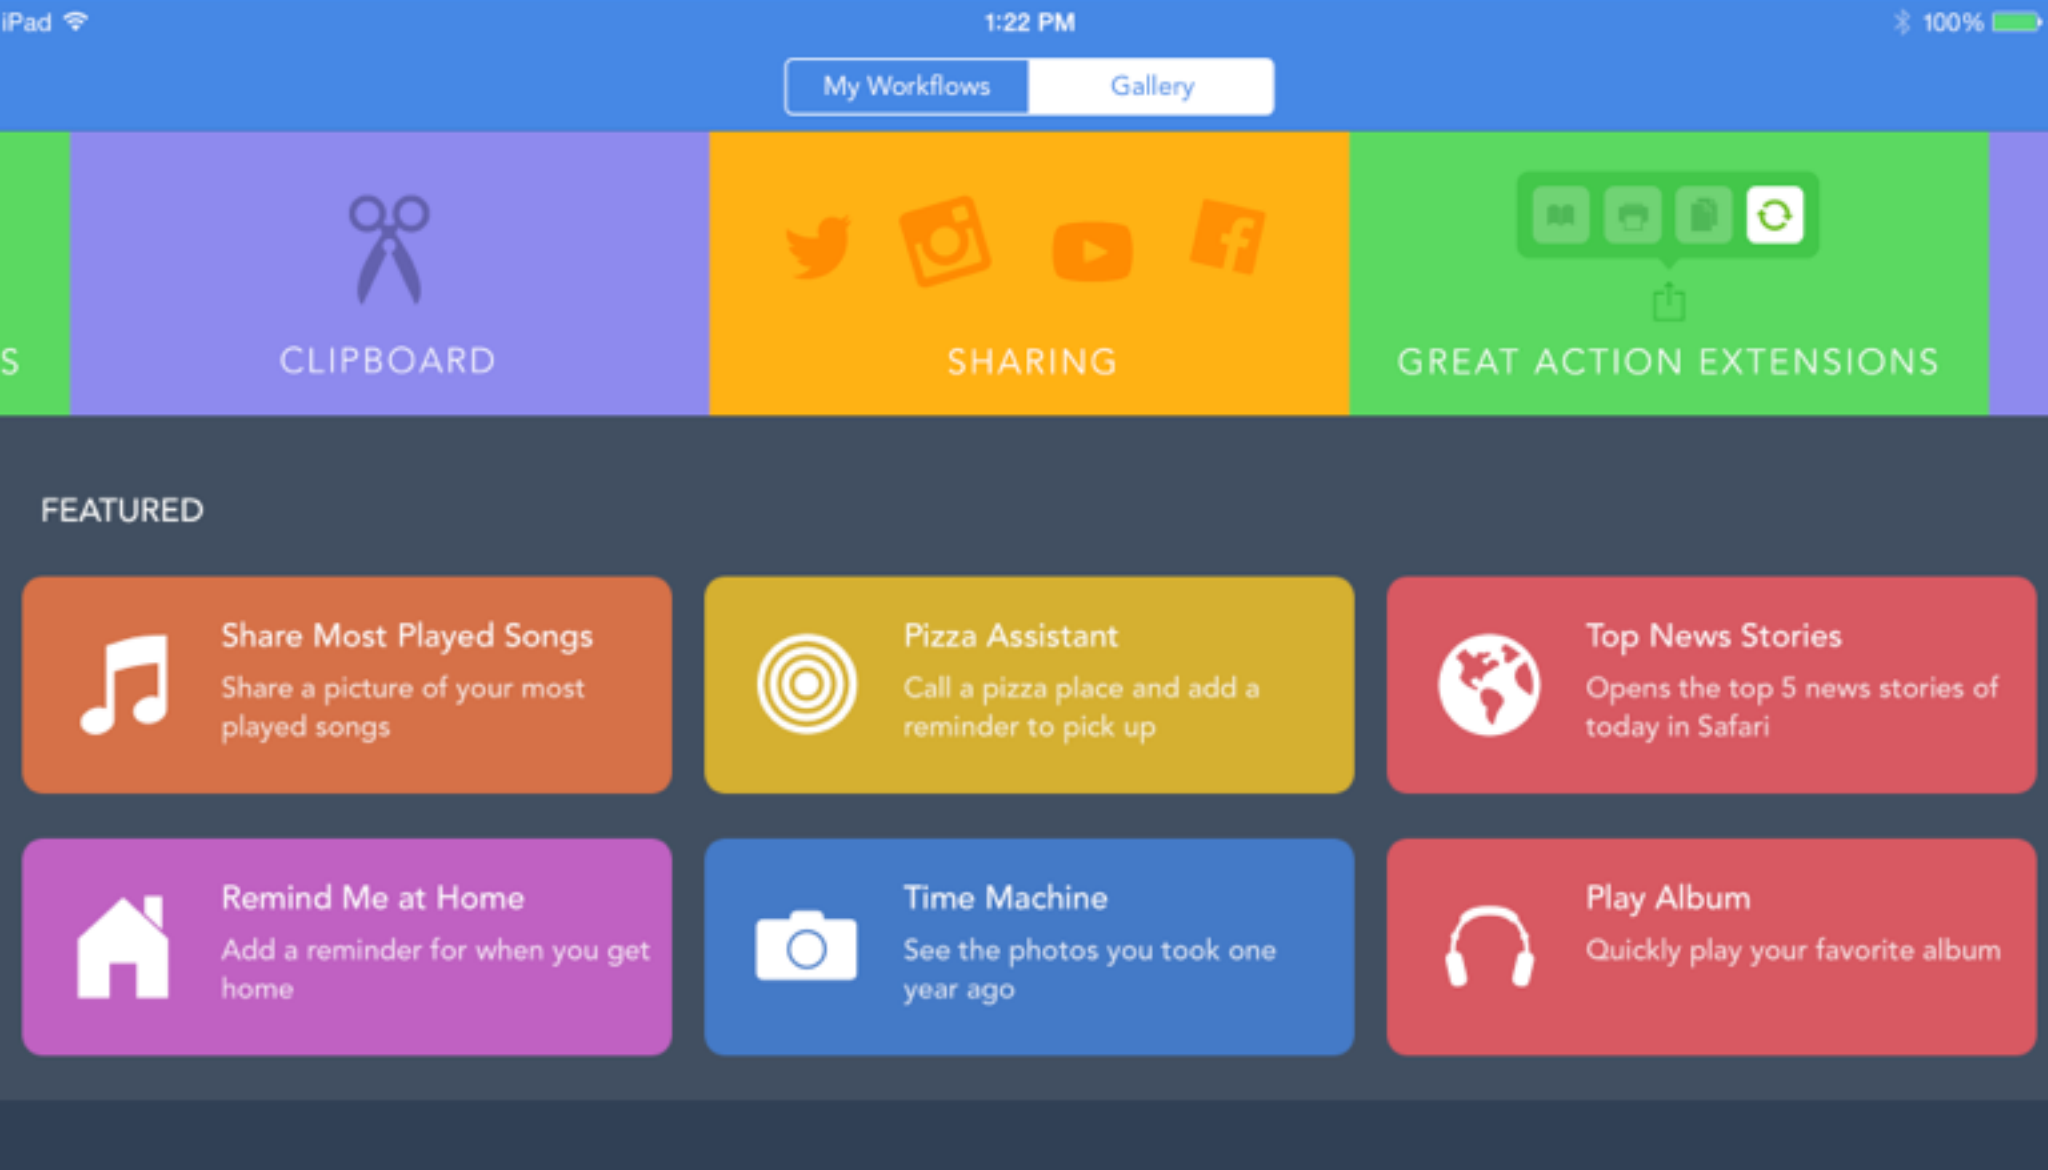 iPad 1:22 PM 100%
My Workflows Gallery
S CLIPBOARD SHARING GREAT ACTION EXTENSIONS
FEATURED
Share Most Played Songs
Share a picture of your most
played songs
Pizza Assistant
Call a pizza place and add a
reminder to pick up
Top News Stories
Opens the top 5 news stories of
today in Safari
Remind Me at Home
Add a reminder for when you get
home
Time Machine
See the photos you took one
year ago
Play Album
Quickly play your favorite album